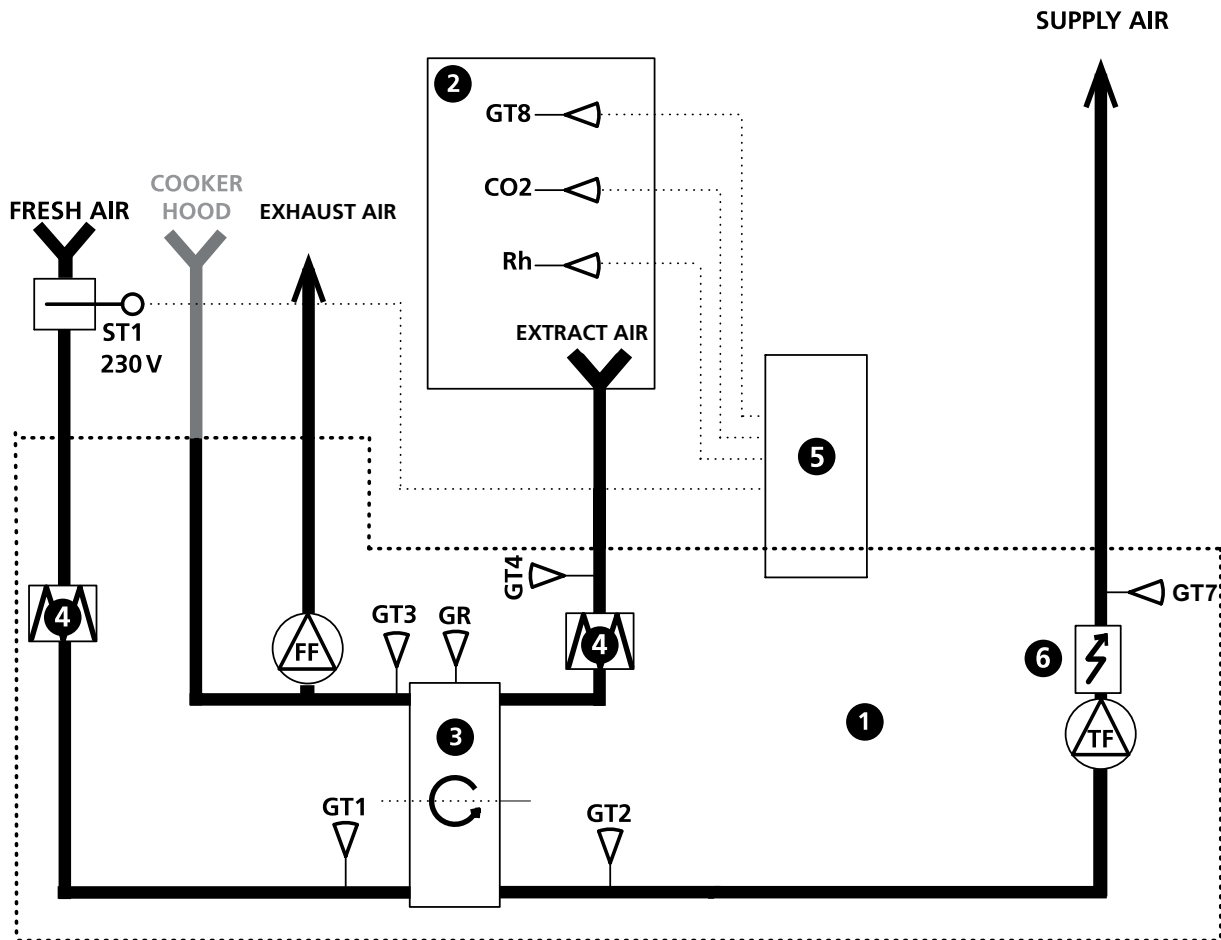 SUPPLY AIR
2
GT8
CO2
Rh
EXTRACT AIR
COOKER
HOOD
FRESH AIR
EXHAUST AIR
ST1
230 V
5
GT4
GT7
4
FF
GT3
GR
4
6
TF
3
1
GT1
GT2